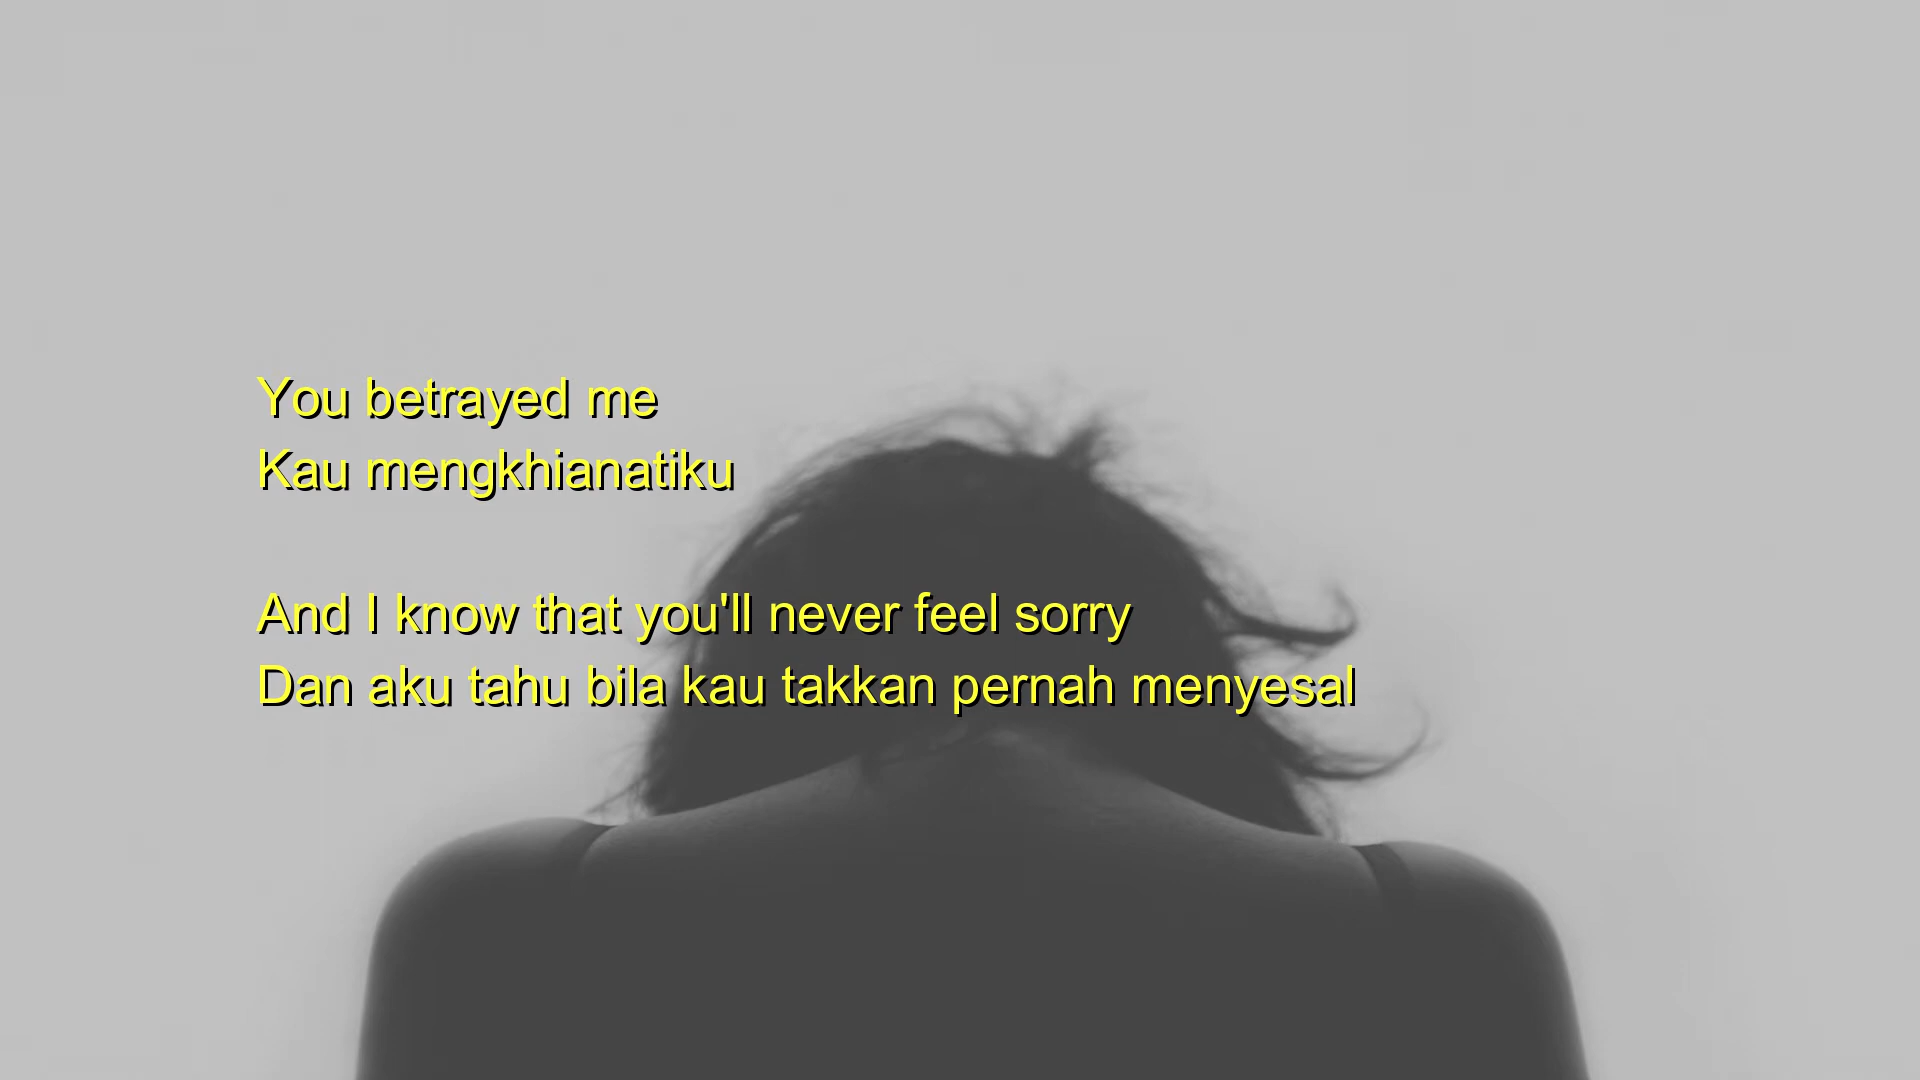 You betrayed me
Kau mengkhianatiku
And I know that you'll never feel sorry
Dan aku tahu bila kau takkan pernah menyesal